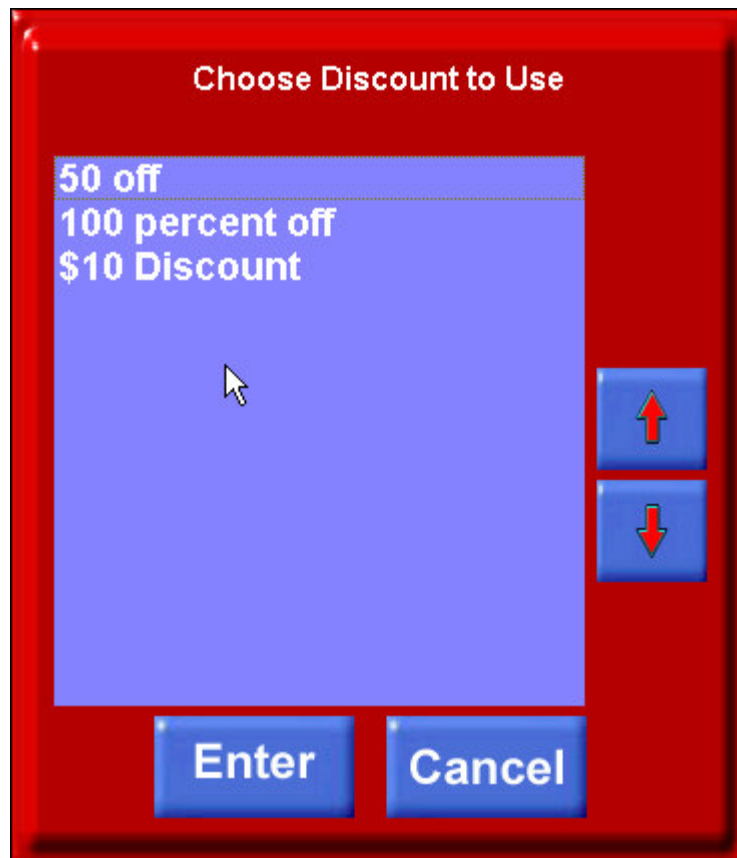 Choose Discount to Use
50 off
100 percent off
$10 Discount
Enter
Cancel